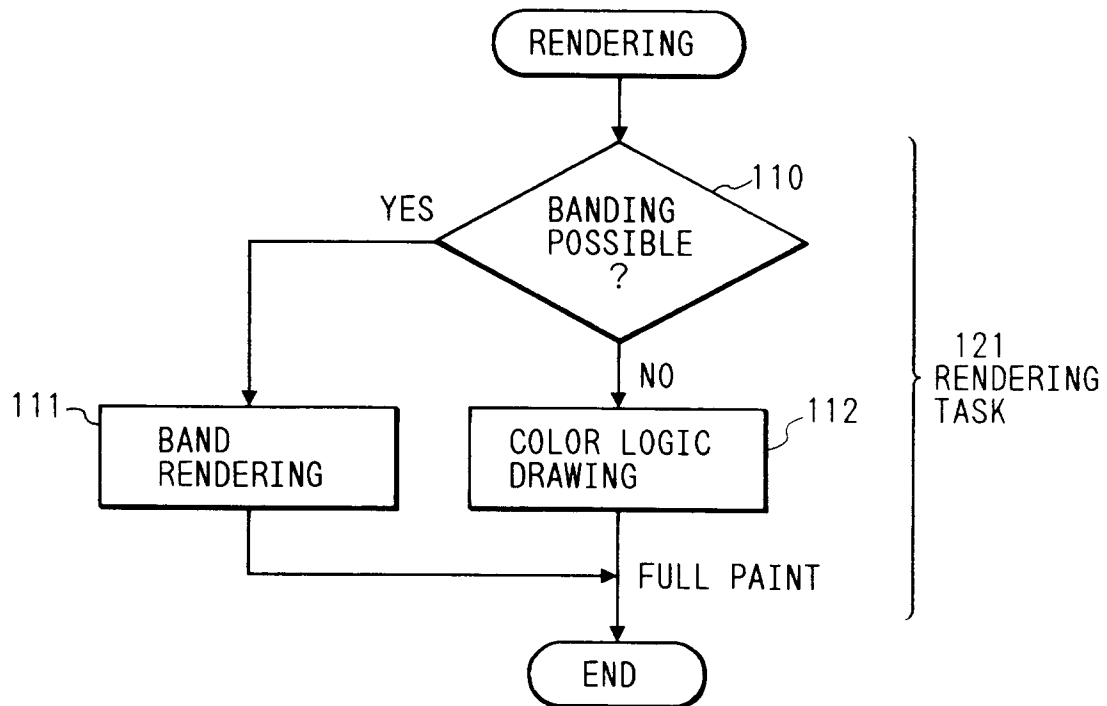 RENDERING
110
YES
BANDING
POSSIBLE
?
121
RENDERING
TASK
NO
111
112
BAND
RENDERING
COLOR LOGIC
DRAWING
FULL PAINT
END